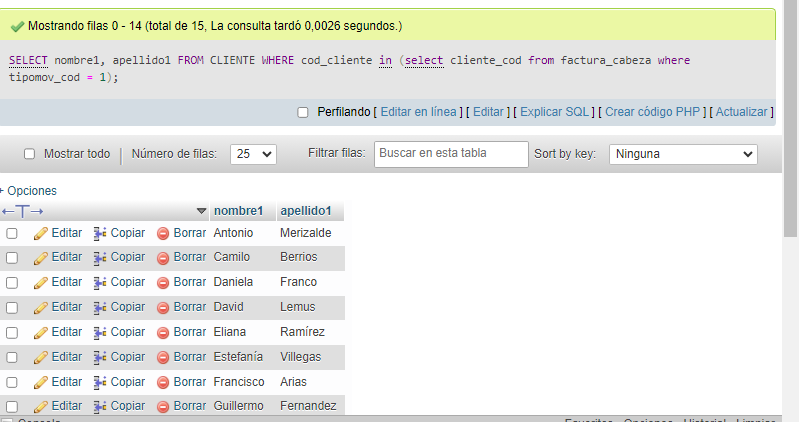 Mostrando filas 0 - 14 (total de 15, La consulta tardó 0,0026 segundos.)
SELECT nombre1, apellido1 FROM CLIENTE WHERE cod_cliente in (select cliente_cod from factura_cabeza where
tipomov_cod = 1);
Perfilando [ Editar en línea ] [ Editar ] [ Explicar SQL ] [ Crear código PHP ] [ Actualizar ]
Mostrar todo | Número de filas: 25 Filtrar filas: Buscar en esta tabla Sort by key: Ninguna
+ Opciones
←T→ nombre1 apellido1
Editar Copiar Borrar Antonio Merizalde
Editar Copiar Borrar Camilo Berrios
Editar Copiar Borrar Daniela Franco
Editar Copiar Borrar David Lemus
Editar Copiar Borrar Eliana Ramírez
Editar Copiar Borrar Estefanía Villegas
Editar Copiar Borrar Francisco Arias
Editar Copiar Borrar Guillermo Fernandez
Consola Favoritos Opciones Historial Limpiar